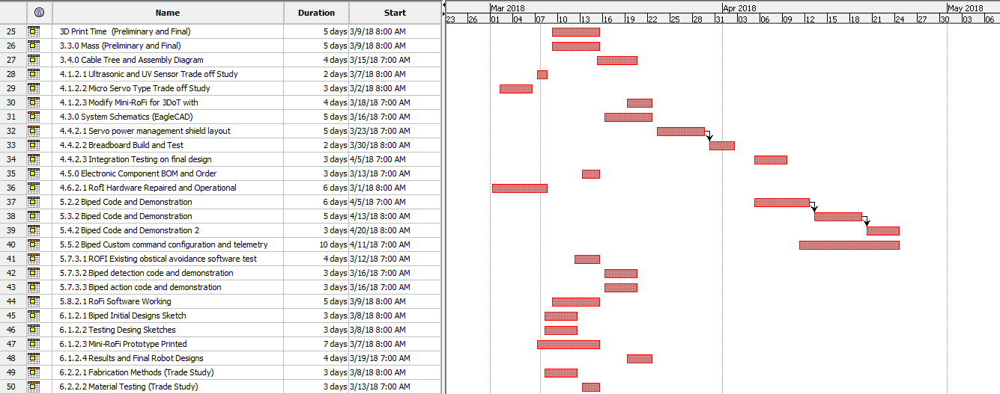 Name Duration Start
Mar 2018 Apr 2018 May 2018
23 26 01 04 07 10 13 16 19 22 25 28 31 03 06 09 12 15 18 21 24 27 30 03 06
25 3D Print Time (Preliminary and Final) 5 days 3/9/18 8:00 AM
26 3.3.0 Mass (Preliminary and Final) 5 days 3/9/18 8:00 AM
27 3.4.0 Cable Tree and Assembly Diagram 4 days 3/15/18 7:00 AM
28 4.1.2.1 Ultrasonic and UV Sensor Trade off Study 2 days 3/7/18 8:00 AM
29 4.1.2.2 Micro Servo Type Trade off Study 3 days 3/2/18 8:00 AM
30 4.1.2.3 Modify Mini-RoFi for 3DoT with 4 days 3/18/18 7:00 AM
31 4.3.0 System Schematics (EagleCAD) 5 days 3/16/18 7:00 AM
32 4.4.2.1 Servo power management shield layout 5 days 3/23/18 7:00 AM
33 4.4.2.2 Breadboard Build and Test 2 days 3/30/18 8:00 AM
34 4.4.2.3 Integration Testing on final design 3 days 4/5/18 7:00 AM
35 4.5.0 Electronic Component BOM and Order 3 days 3/13/18 7:00 AM
36 4.6.2.1 RofI Hardware Repaired and Operational 6 days 3/1/18 8:00 AM
37 5.2.2 Biped Code and Demonstration 6 days 4/5/18 7:00 AM
38 5.3.2 Biped Code and Demonstration 5 days 4/13/18 8:00 AM
39 5.4.2 Biped Code and Demonstration 2 3 days 4/20/18 8:00 AM
40 5.5.2 Biped Custom command configuration and telemetry 10 days 4/11/18 7:00 AM
41 5.7.3.1 ROFI Existing obstical avoidance software test 4 days 3/12/18 7:00 AM
42 5.7.3.2 Biped detection code and demonstration 3 days 3/16/18 7:00 AM
43 5.7.3.3 Biped action code and demonstration 3 days 3/16/18 7:00 AM
44 5.8.2.1 RoFi Software Working 5 days 3/9/18 8:00 AM
45 6.1.2.1 Biped Initial Designs Sketch 3 days 3/8/18 8:00 AM
46 6.1.2.2 Testing Desing Sketches 3 days 3/8/18 8:00 AM
47 6.1.2.3 Mini-RoFi Prototype Printed 7 days 3/7/18 8:00 AM
48 6.1.2.4 Results and Final Robot Designs 4 days 3/19/18 7:00 AM
49 6.2.2.1 Fabrication Methods (Trade Study) 3 days 3/8/18 8:00 AM
50 6.2.2.2 Material Testing (Trade Study) 3 days 3/13/18 7:00 AM